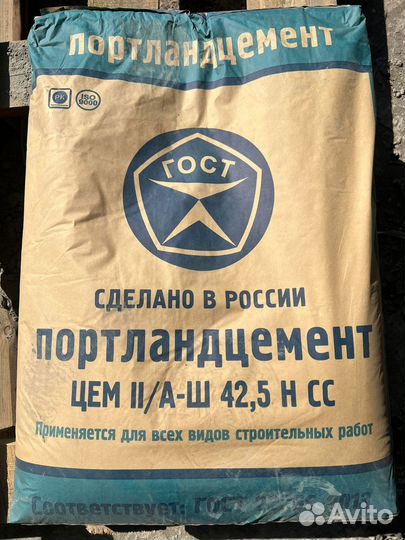 портландцемент
РК
ISO
9000
ГОСТ
СДЕЛАНО В РОССИИ
портландцемент
ЦЕМ II/А-Ш 42,5 Н СС
Применяется для всех видов строительных работ
Соответствует: ГОСТ
Avito